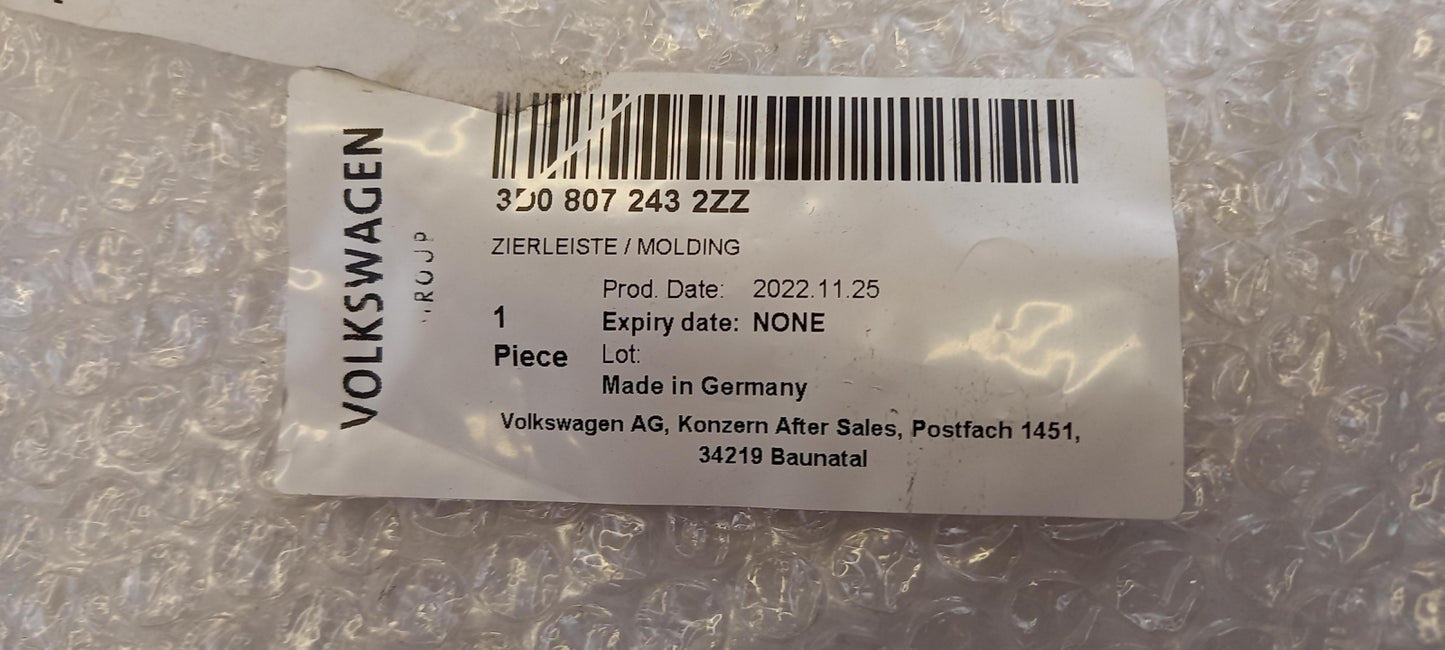 VOLKSWAGEN
3D0 807 243 2ZZ
ZIERLEISTE / MOLDING
Prod. Date: 2022.11.25
1 Expiry date: NONE
Piece Lot:
Made in Germany
Volkswagen AG, Konzern After Sales, Postfach 1451,
34219 Baunatal